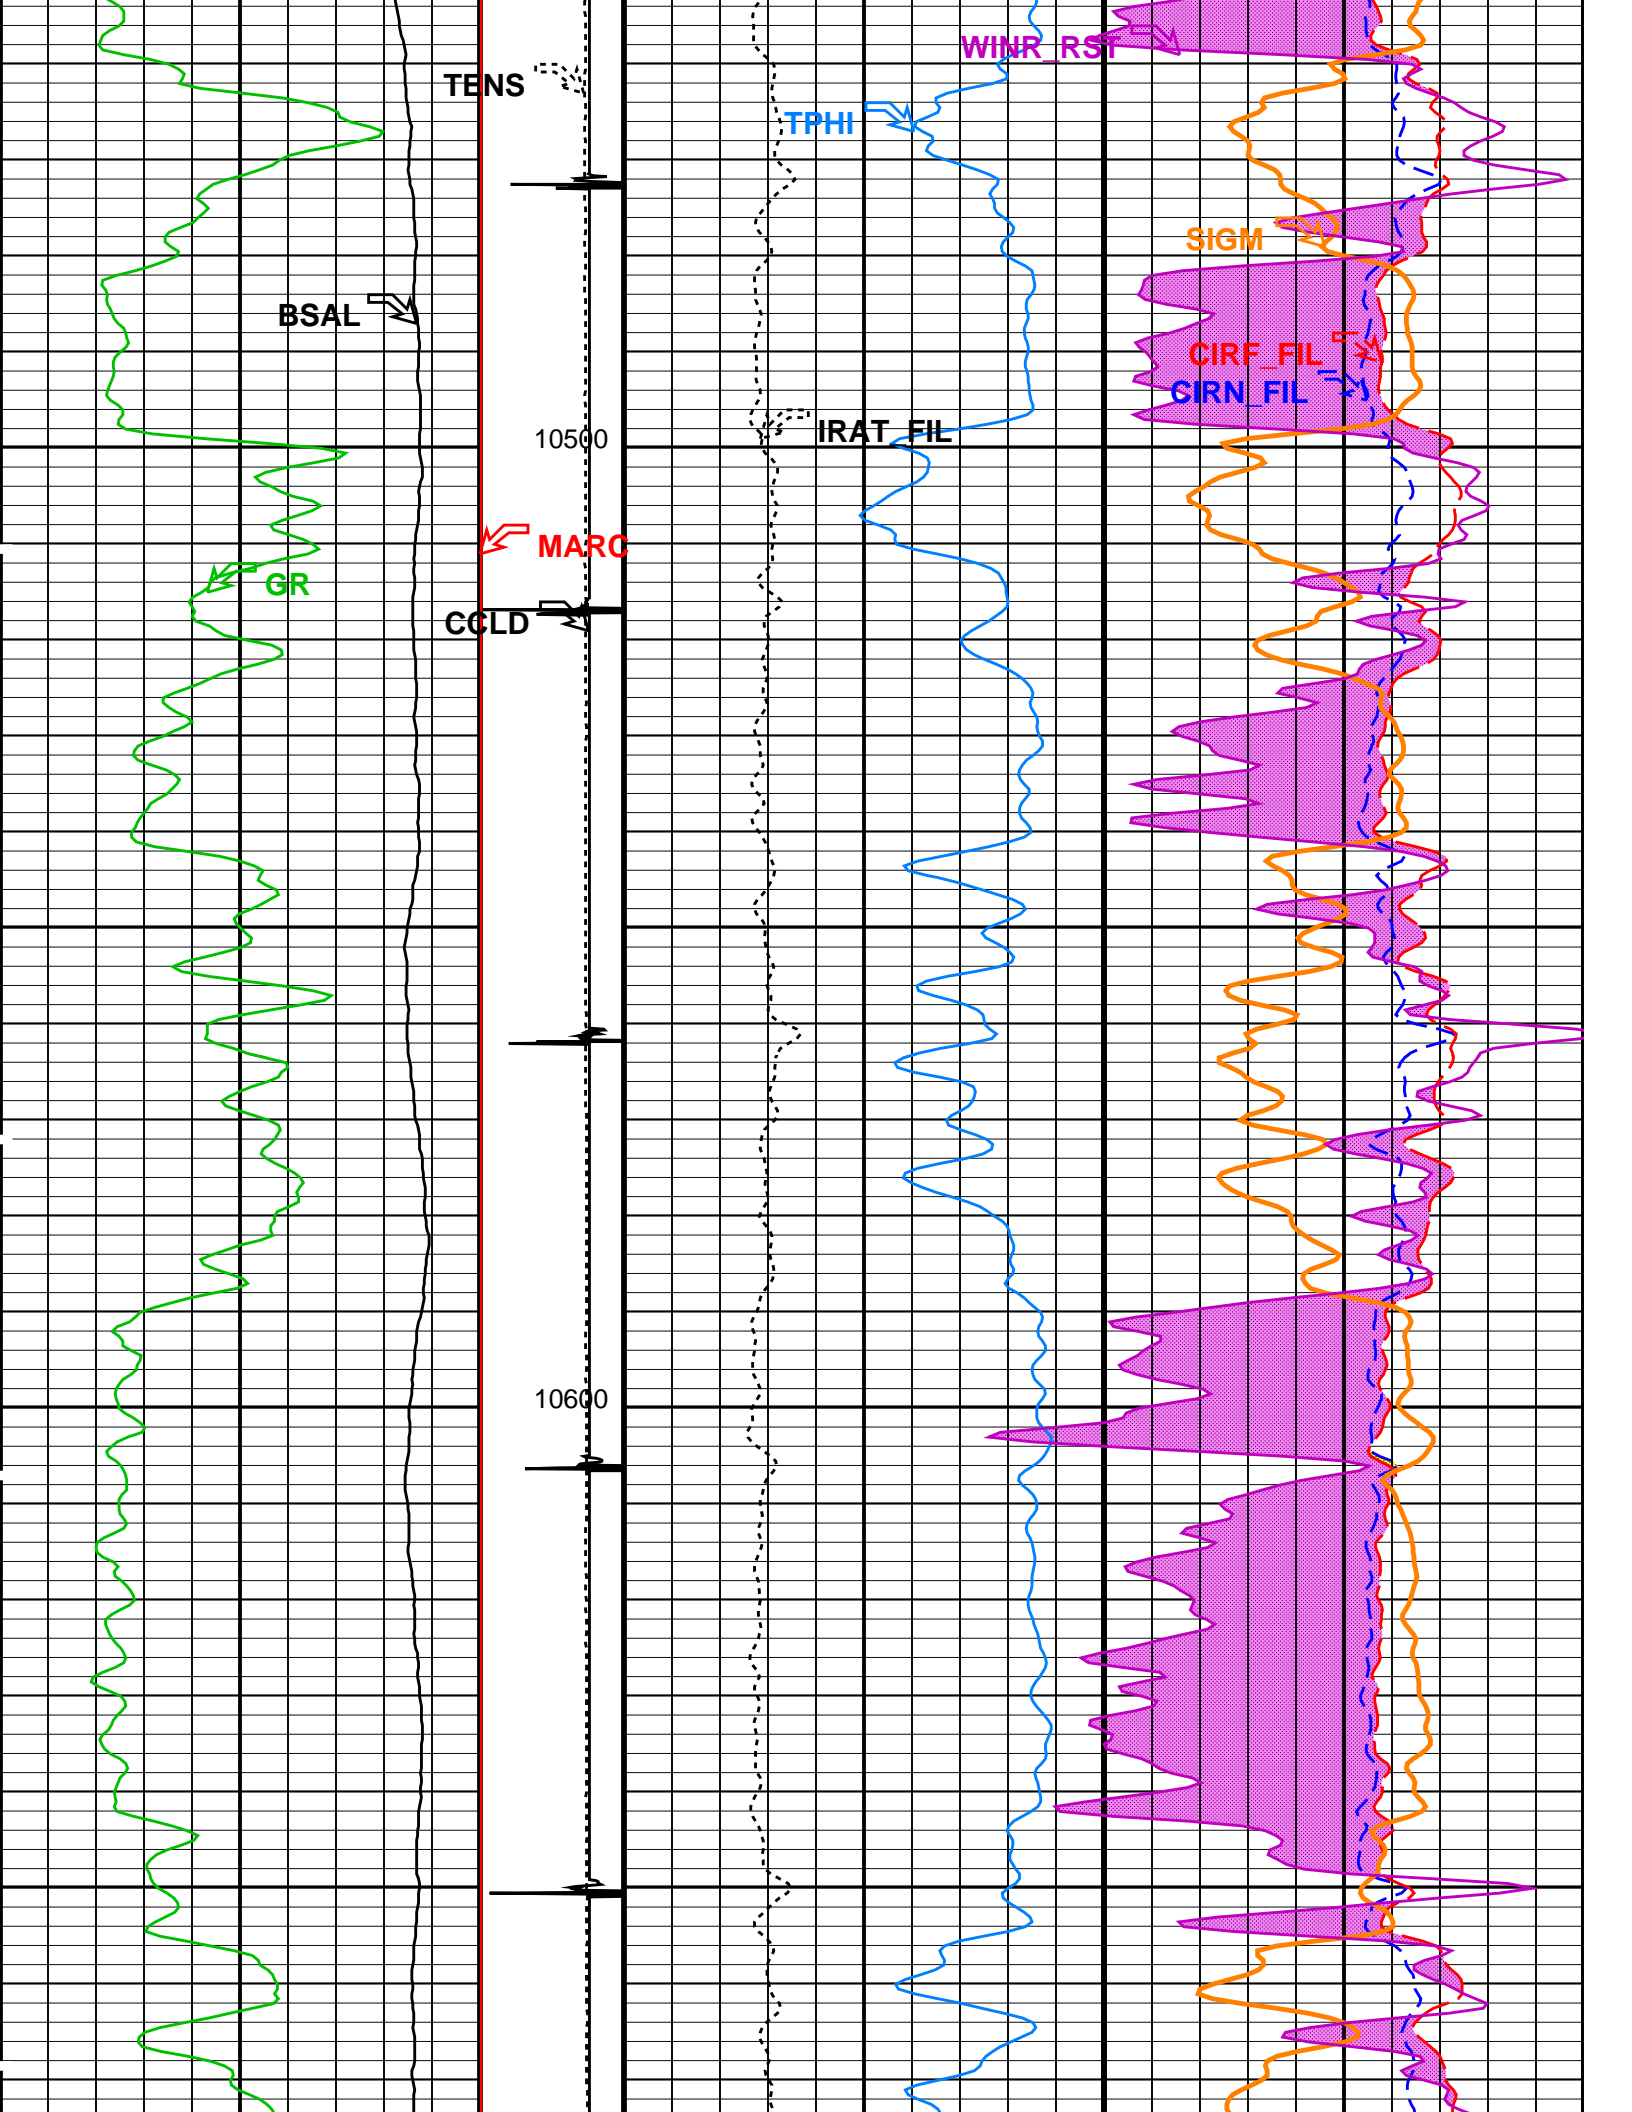 WINR_RST
TENS
TPHI
SIGM
BSAL
CIRF_FIL
CIRN_FIL
IRAT_FIL
10500
MARC
GR
CCLD
10600